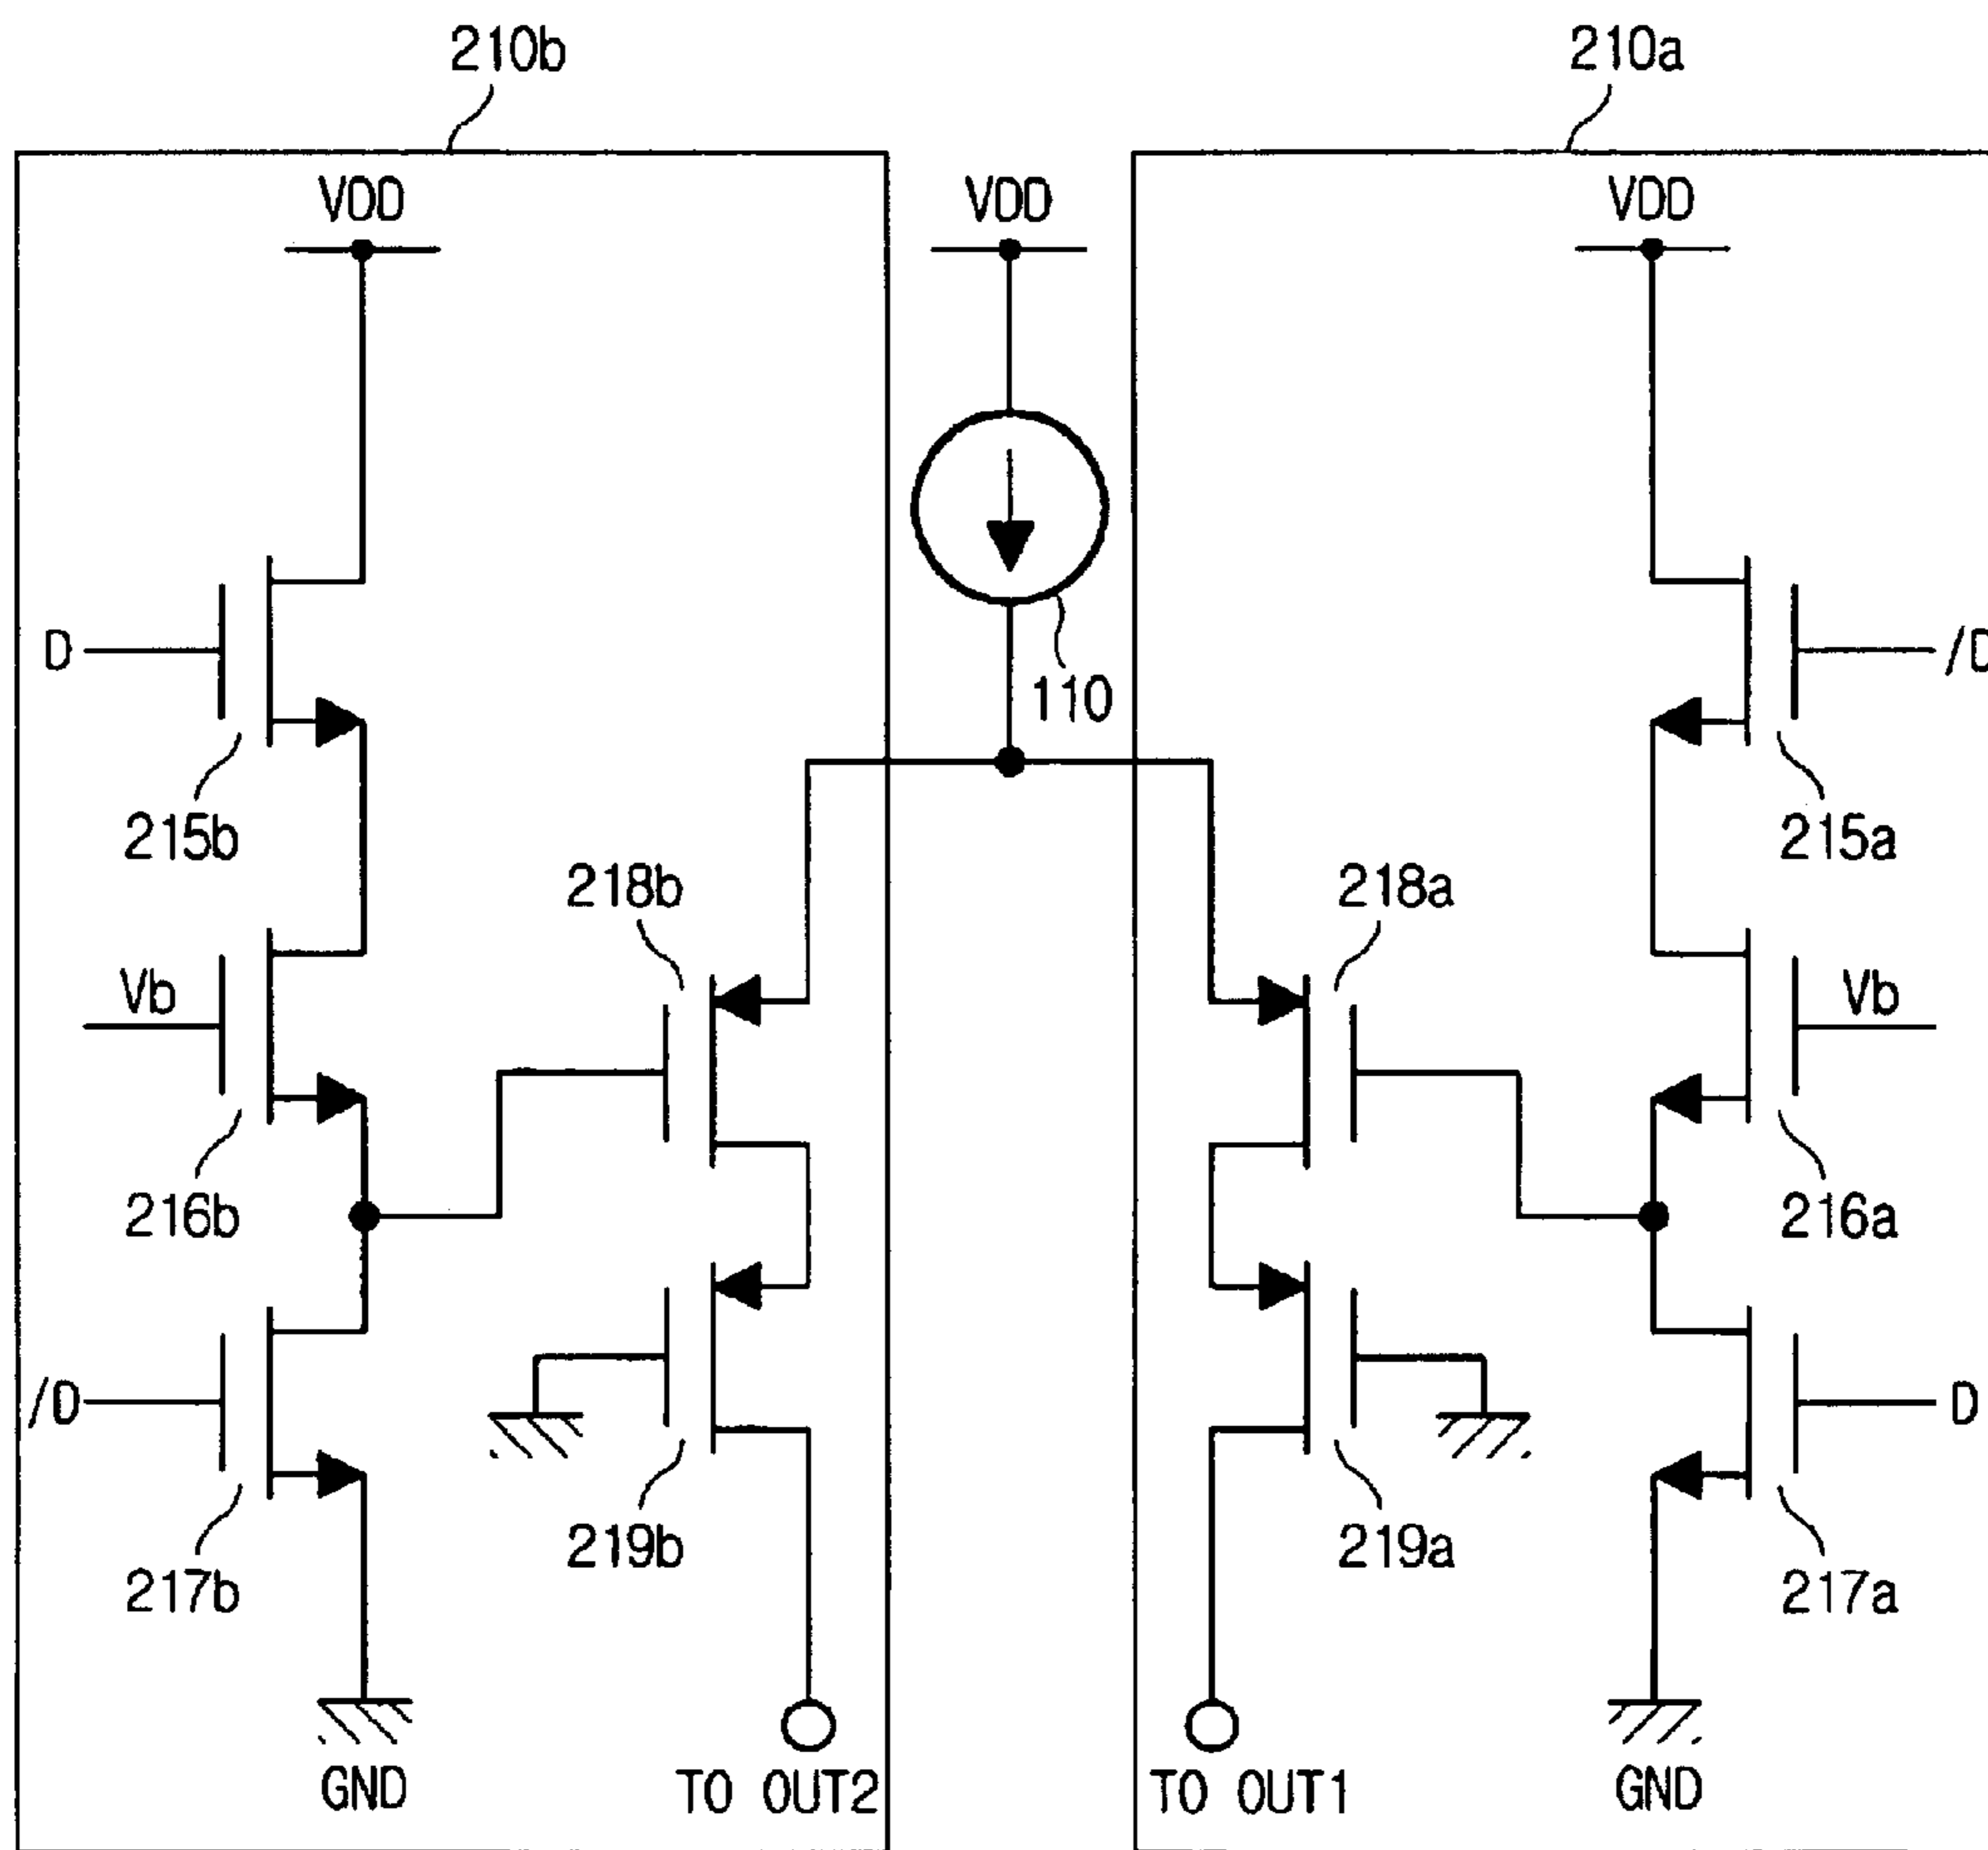 210b
210a
VDD
VDD
VDD
D
/D
110
215b
215a
218b
218a
Vb
Vb
216b
216a
/D
D
219b
219a
217b
217a
GND
TO OUT2
TO OUT1
GND